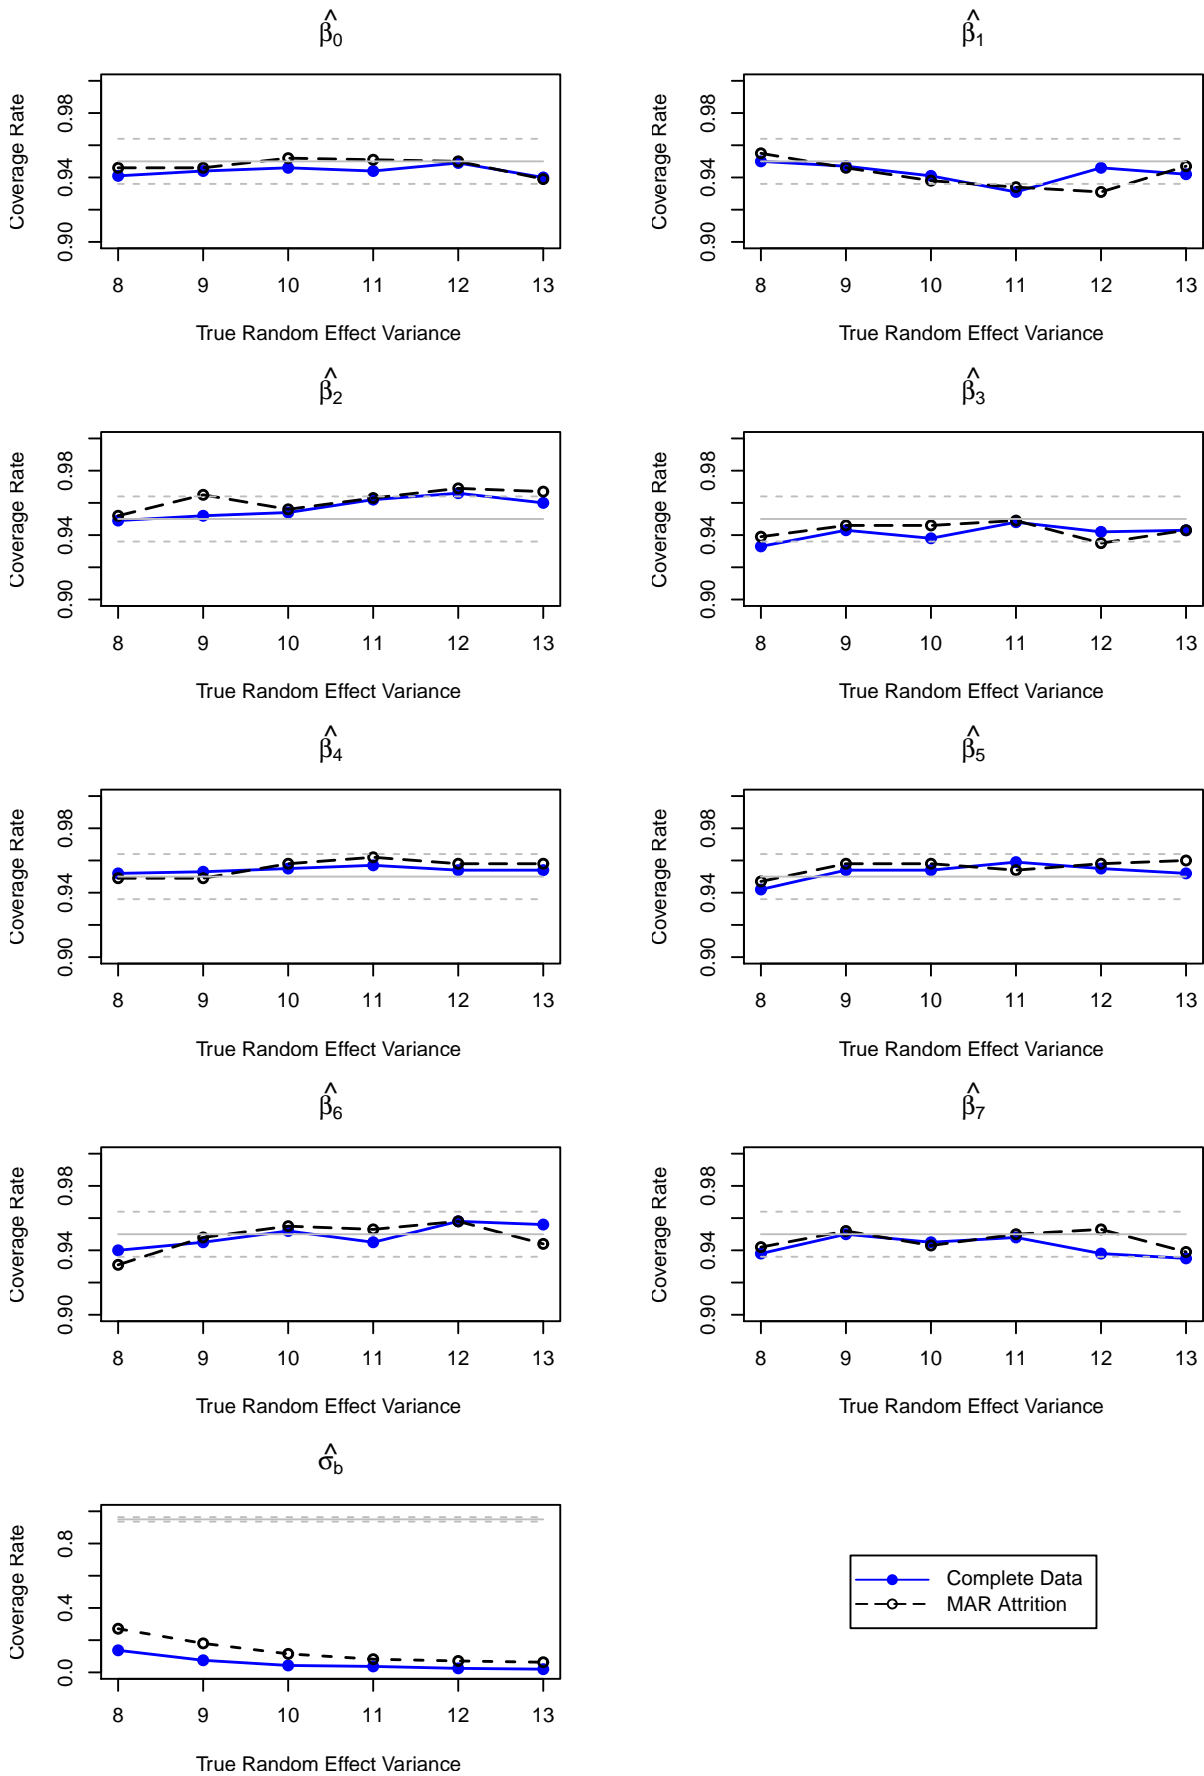 β̂0
Coverage Rate
0.90 0.94 0.98
8 9 10 11 12 13
True Random Effect Variance
β̂1
Coverage Rate
0.90 0.94 0.98
8 9 10 11 12 13
True Random Effect Variance
β̂2
Coverage Rate
0.90 0.94 0.98
8 9 10 11 12 13
True Random Effect Variance
β̂3
Coverage Rate
0.90 0.94 0.98
8 9 10 11 12 13
True Random Effect Variance
β̂4
Coverage Rate
0.90 0.94 0.98
8 9 10 11 12 13
True Random Effect Variance
β̂5
Coverage Rate
0.90 0.94 0.98
8 9 10 11 12 13
True Random Effect Variance
β̂6
Coverage Rate
0.90 0.94 0.98
8 9 10 11 12 13
True Random Effect Variance
β̂7
Coverage Rate
0.90 0.94 0.98
8 9 10 11 12 13
True Random Effect Variance
σ̂b
Coverage Rate
0.0 0.4 0.8
8 9 10 11 12 13
True Random Effect Variance
Complete Data
MAR Attrition